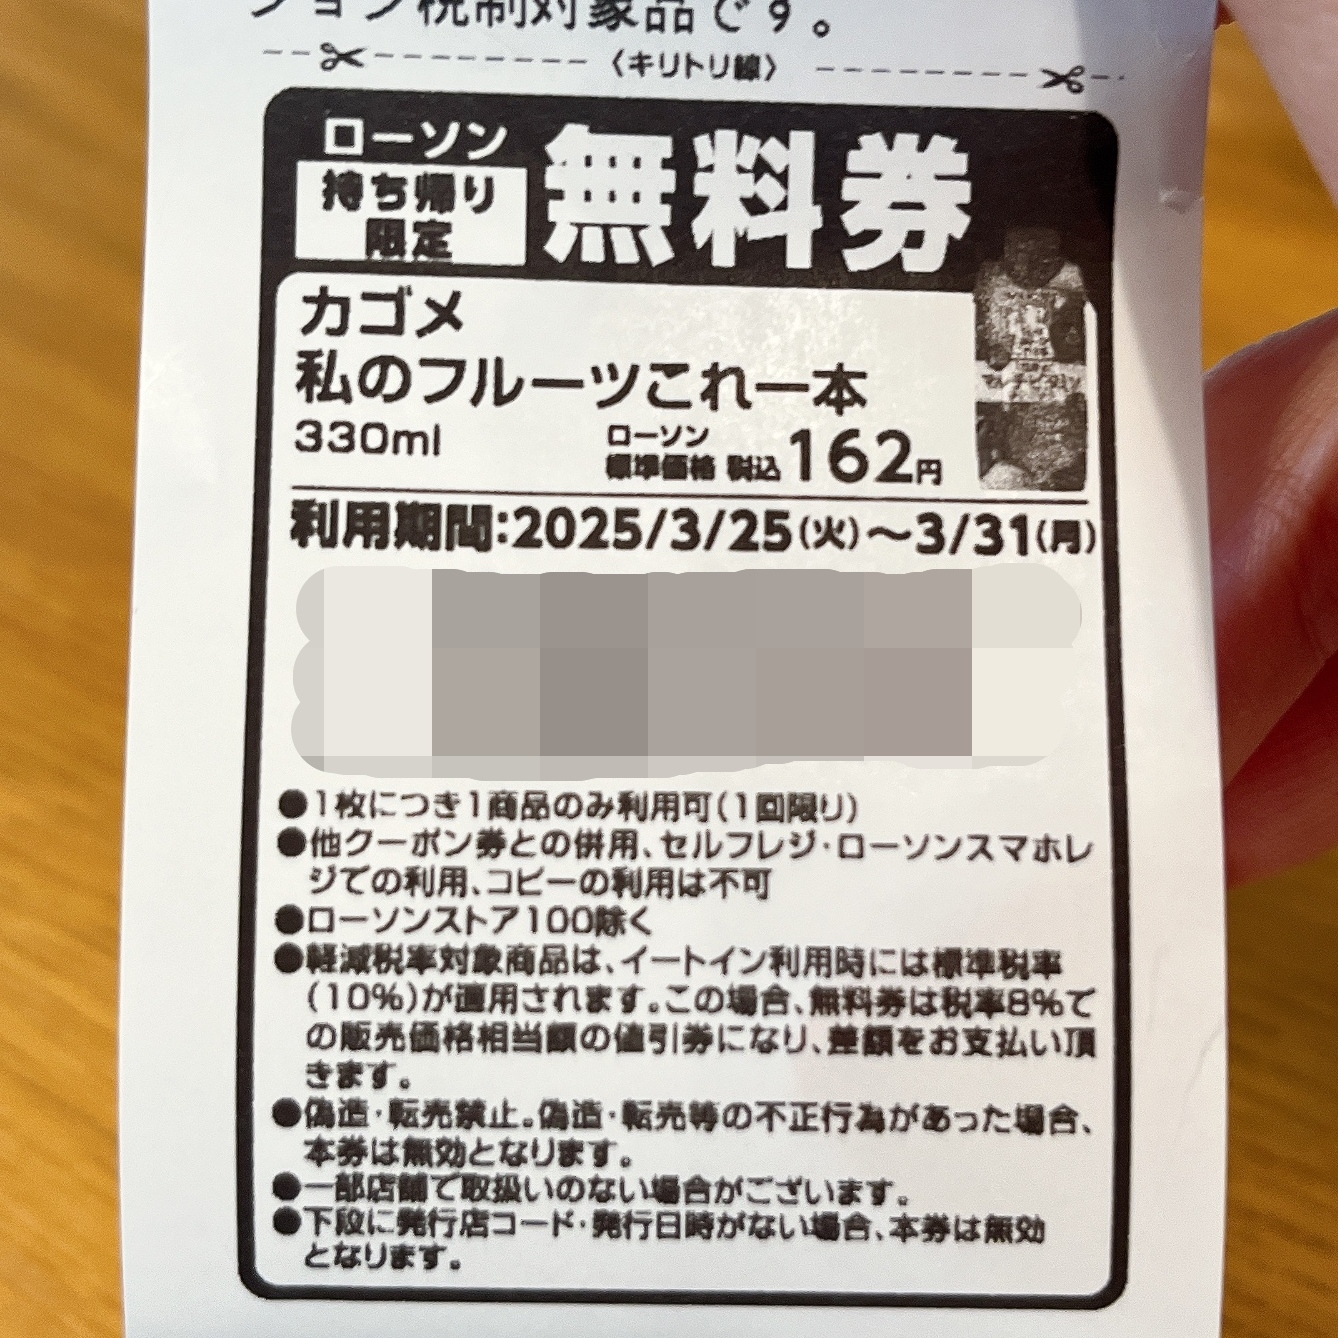 ション税制対象品です。
〈キリトリ線〉
ローソン
持ち帰り
限定
無料券
カゴメ
私のフルーツこれ一本
330ml
ローソン
標準価格 税込 162円
利用期間:2025/3/25(火)～3/31(月)
●1枚につき1商品のみ利用可(1回限り)
●他クーポン券との併用、セルフレジ・ローソンスマホレ
ジでの利用、コピーの利用は不可
●ローソンストア100除く
●軽減税率対象商品は、イートイン利用時には標準税率
(10%)が適用されます。この場合、無料券は税率8%で
の販売価格相当額の値引券になり、差額をお支払い頂
きます。
●偽造・転売禁止。偽造・転売等の不正行為があった場合、
本券は無効となります。
●一部店舗で取扱いのない場合がございます。
●下段に発行店コード・発行日時がない場合、本券は無効
となります。